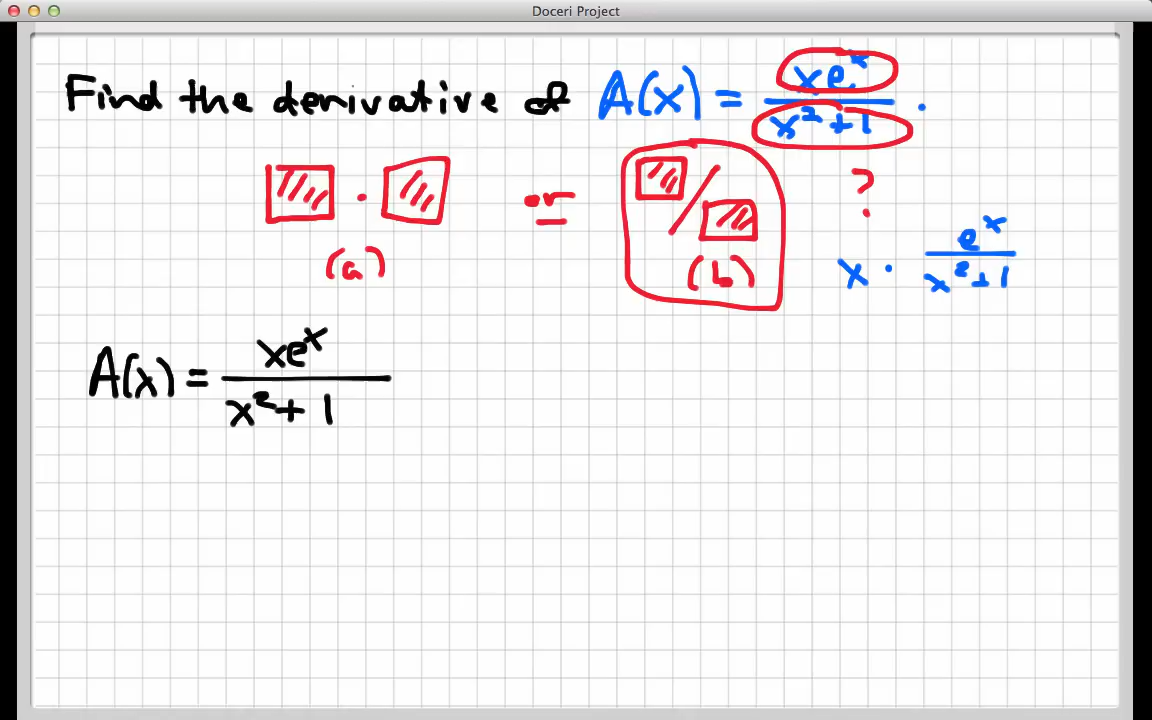 Doceri Project
Find the derivative of A(x) = xe^x / x^2 + 1 .
· or / ?
(a) (b) x · e^x / x^2 + 1
A(x) = xe^x / x^2 + 1